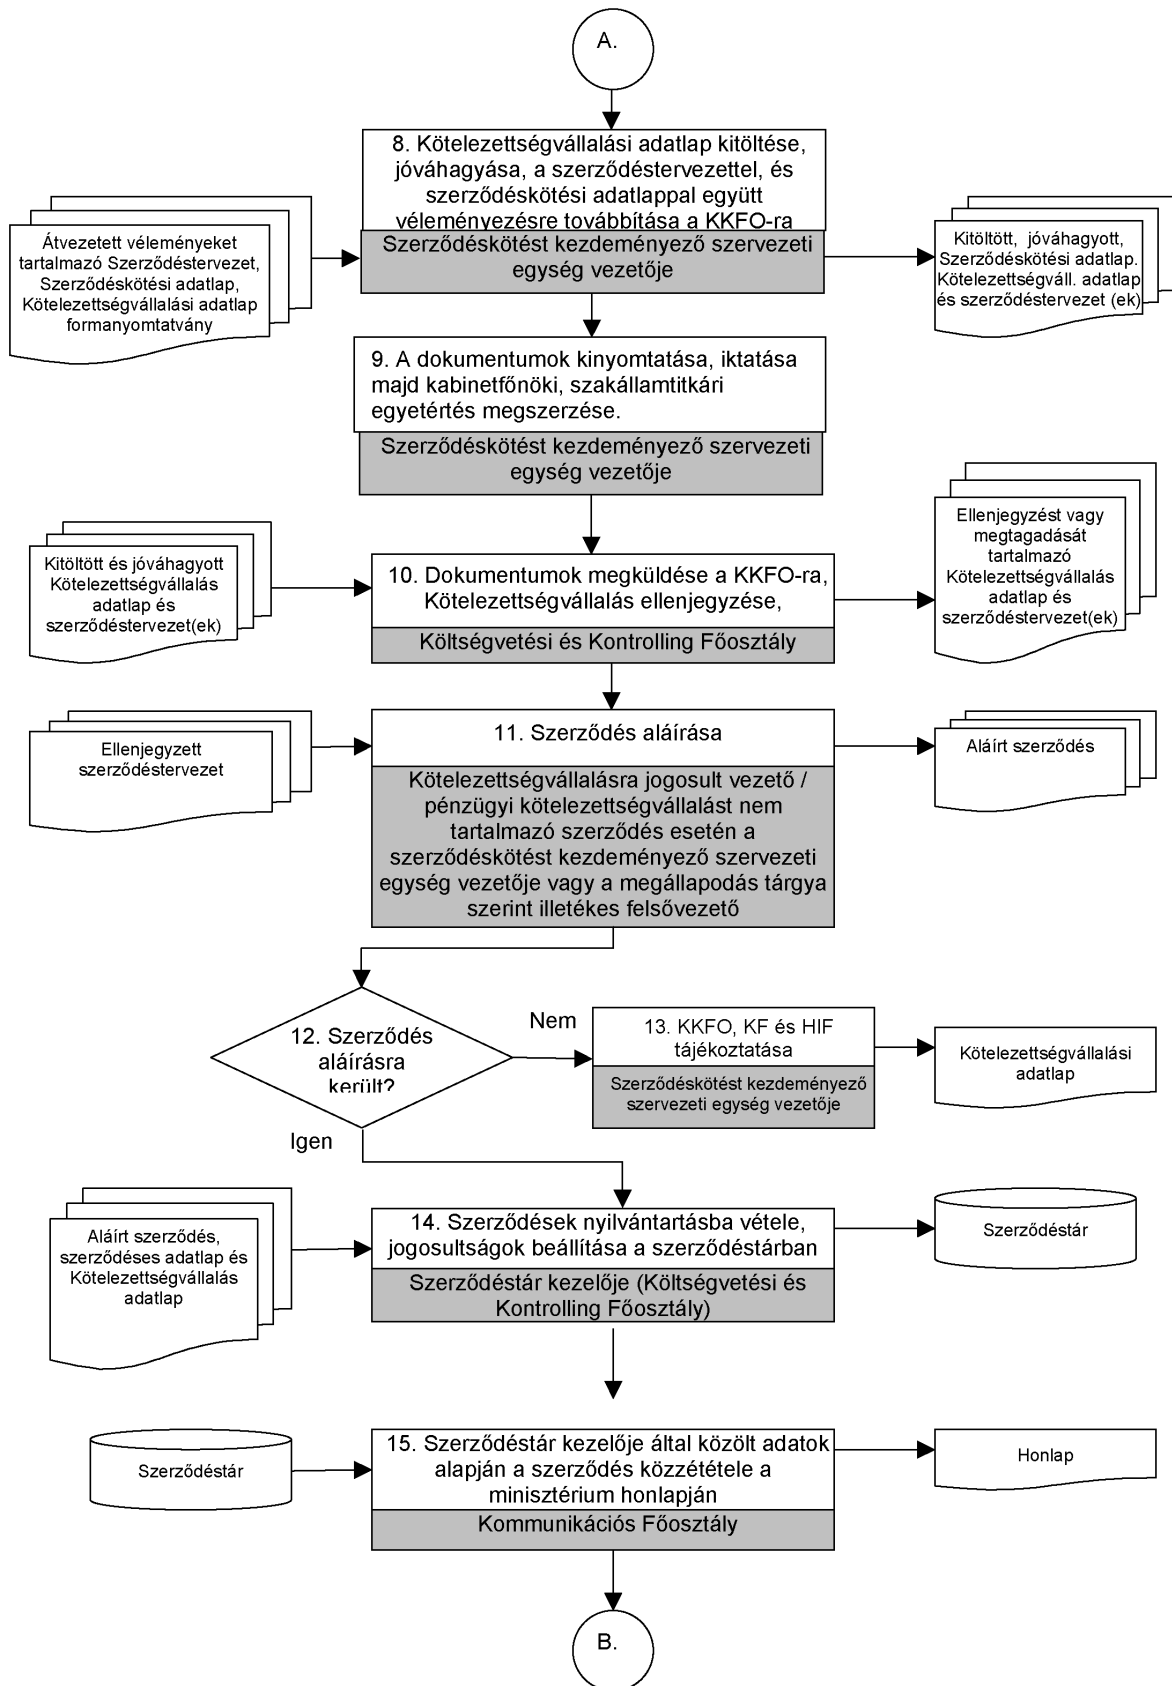 A.
8. Kötelezettségvállalási adatlap kitöltése,
jóváhagyása, a szerződéstervezettel, és
szerződéskötési adatlappal együtt
véleményezésre továbbítása a KKFO-ra
Szerződéskötést kezdeményező szervezeti
egység vezetője
Átvezetett véleményeket
tartalmazó Szerződéstervezet,
Szerződéskötési adatlap,
Kötelezettségvállalási adatlap
formanyomtatvány
Kitöltött, jóváhagyott,
Szerződéskötési adatlap.
Kötelezettségváll. adatlap
és szerződéstervezet (ek)
9. A dokumentumok kinyomtatása, iktatása
majd kabinetfőnöki, szakállamtitkári
egyetértés megszerzése.
Szerződéskötést kezdeményező szervezeti
egység vezetője
Kitöltött és jóváhagyott
Kötelezettségvállalás
adatlap és
szerződéstervezet(ek)
10. Dokumentumok megküldése a KKFO-ra,
Kötelezettségvállalás ellenjegyzése,
Költségvetési és Kontrolling Főosztály
Ellenjegyzést vagy
megtagadását
tartalmazó
Kötelezettségvállalás
adatlap és
szerződéstervezet(ek)
Ellenjegyzett
szerződéstervezet
11. Szerződés aláírása
Kötelezettségvállalásra jogosult vezető /
pénzügyi kötelezettségvállalást nem
tartalmazó szerződés esetén a
szerződéskötést kezdeményező szervezeti
egység vezetője vagy a megállapodás tárgya
szerint illetékes felsővezető
Aláírt szerződés
12. Szerződés
aláírásra
került?
Nem
13. KKFO, KF és HIF
tájékoztatása
Szerződéskötést kezdeményező
szervezeti egység vezetője
Kötelezettségvállalási
adatlap
Igen
Aláírt szerződés,
szerződéses adatlap és
Kötelezettségvállalás
adatlap
14. Szerződések nyilvántartásba vétele,
jogosultságok beállítása a szerződéstárban
Szerződéstár kezelője (Költségvetési és
Kontrolling Főosztály)
Szerződéstár
Szerződéstár
15. Szerződéstár kezelője által közölt adatok
alapján a szerződés közzététele a
minisztérium honlapján
Kommunikációs Főosztály
Honlap
B.